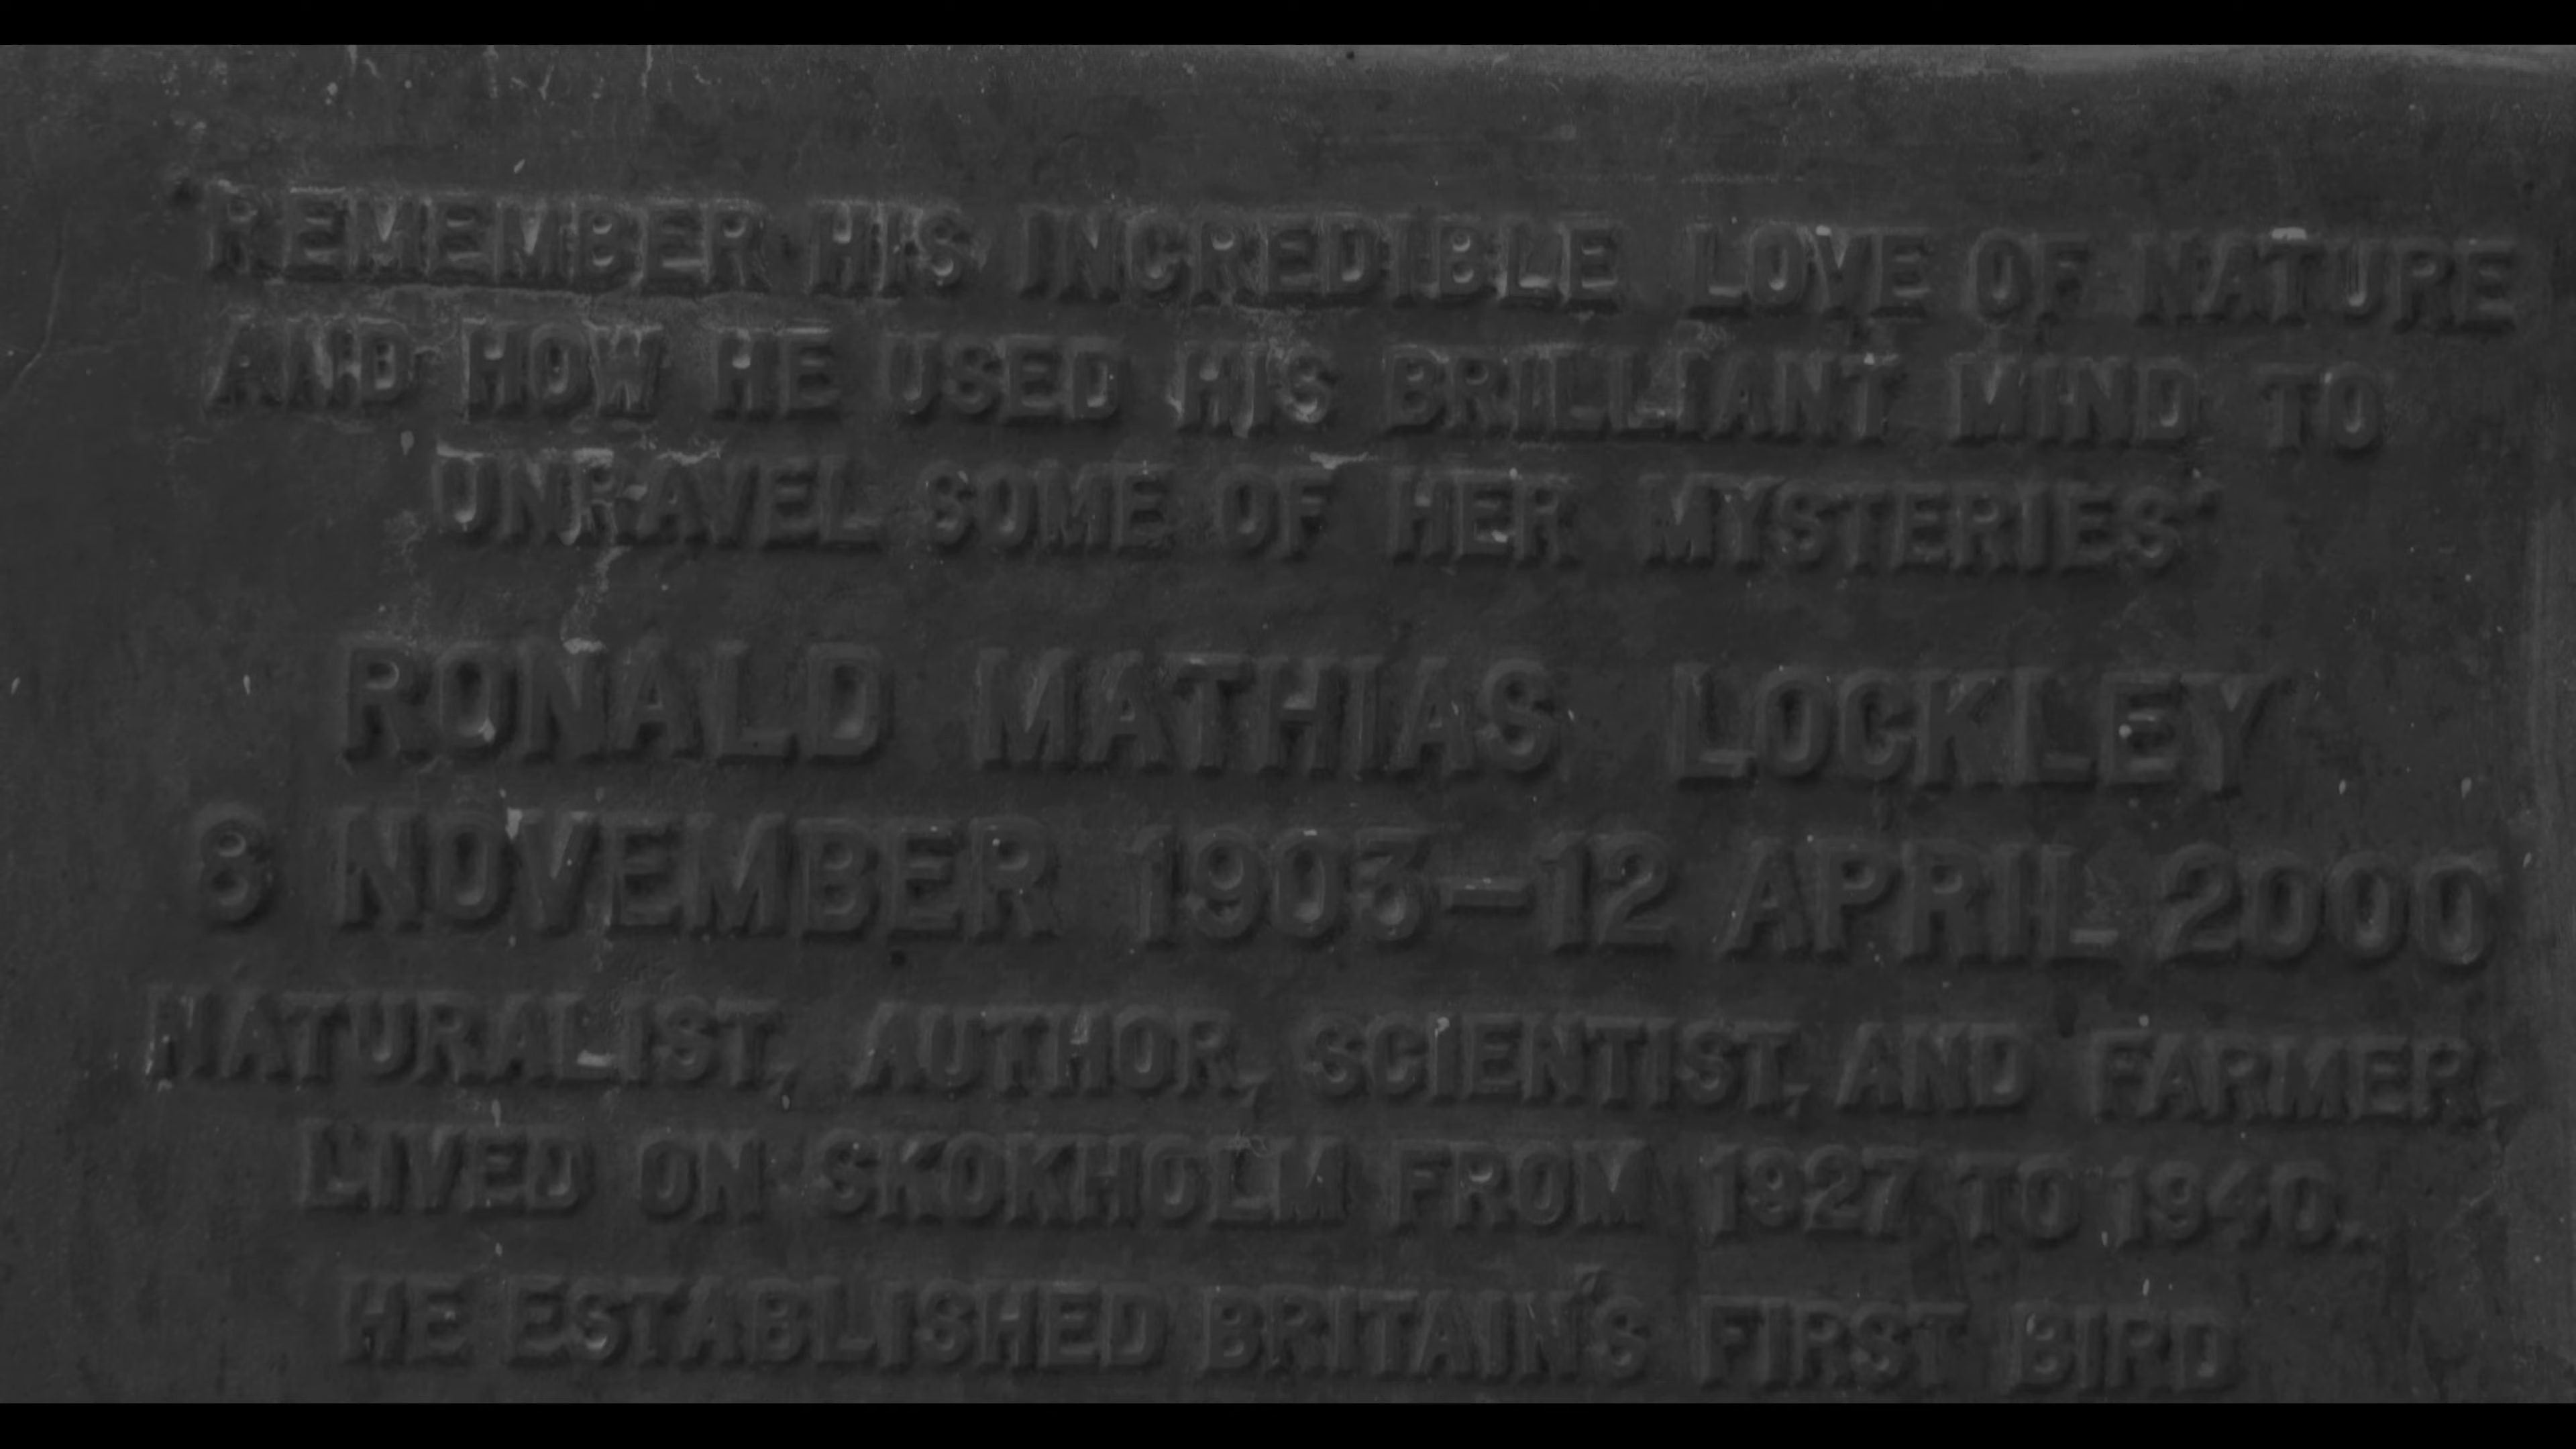 "REMEMBER HIS INCREDIBLE LOVE OF NATURE
AND HOW HE USED HIS BRILLIANT MIND TO
UNRAVEL SOME OF HER MYSTERIES"
RONALD MATHIAS LOCKLEY
8 NOVEMBER 1903–12 APRIL 2000
NATURALIST, AUTHOR, SCIENTIST, AND FARMER,
LIVED ON SKOKHOLM FROM 1927 TO 1940.
HE ESTABLISHED BRITAIN'S FIRST BIRD